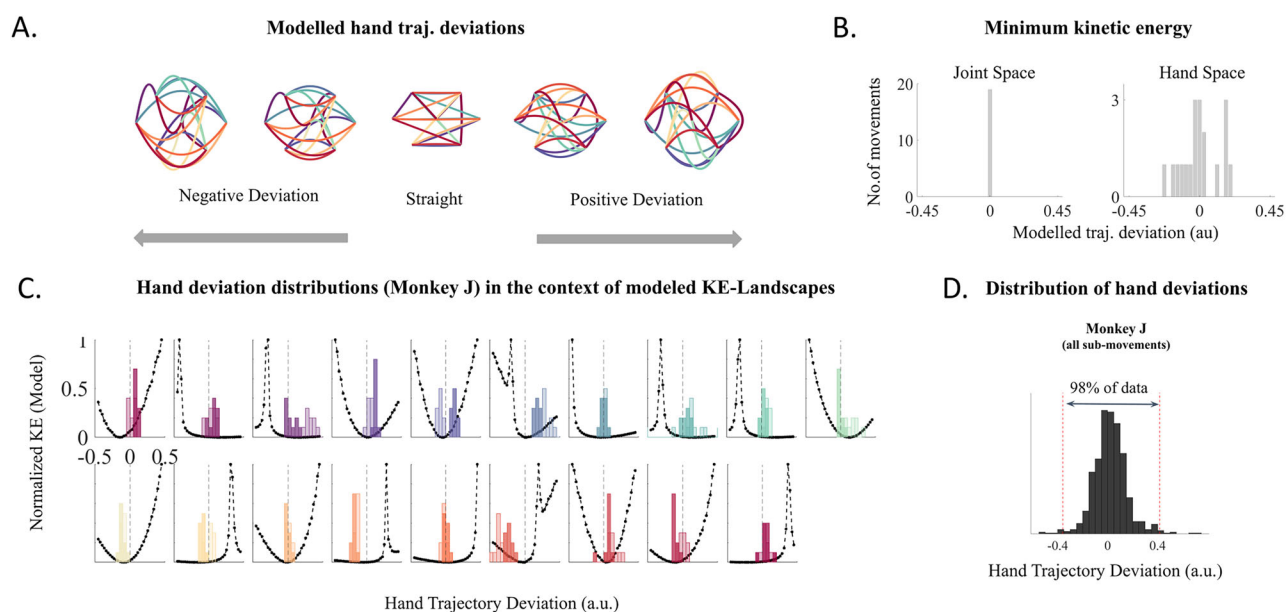 A.
Modelled hand traj. deviations
Negative Deviation
Straight
Positive Deviation
B.
Minimum kinetic energy
Joint Space
Hand Space
No.of movements
20
15
10
5
0
-0.45
0
0.45
3
0
-0.45
0
0.45
Modelled traj. deviation (au)
C.
Hand deviation distributions (Monkey J) in the context of modeled KE-Landscapes
Normalized KE (Model)
1
0.5
0
-0.5
0
0.5
Hand Trajectory Deviation (a.u.)
D.
Distribution of hand deviations
Monkey J
(all sub-movements)
98% of data
-0.4
0
0.4
Hand Trajectory Deviation (a.u.)